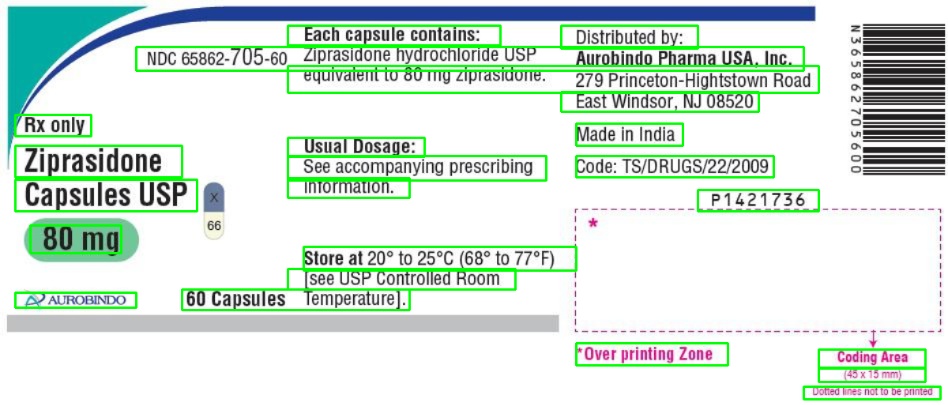 NDC 65862-705-60
Rx only
Ziprasidone
Capsules USP
80 mg
X
66
AUROBINDO
60 Capsules
Each capsule contains:
Ziprasidone hydrochloride USP
equivalent to 80 mg ziprasidone.
Usual Dosage:
See accompanying prescribing
information.
Store at 20° to 25°C (68° to 77°F)
[see USP Controlled Room
Temperature].
Distributed by:
Aurobindo Pharma USA, Inc.
279 Princeton-Hightstown Road
East Windsor, NJ 08520
Made in India
Code: TS/DRUGS/22/2009
P1421736
*
*Over printing Zone
Coding Area
(45 x 15 mm)
Dotted lines not to be printed
N365862705600